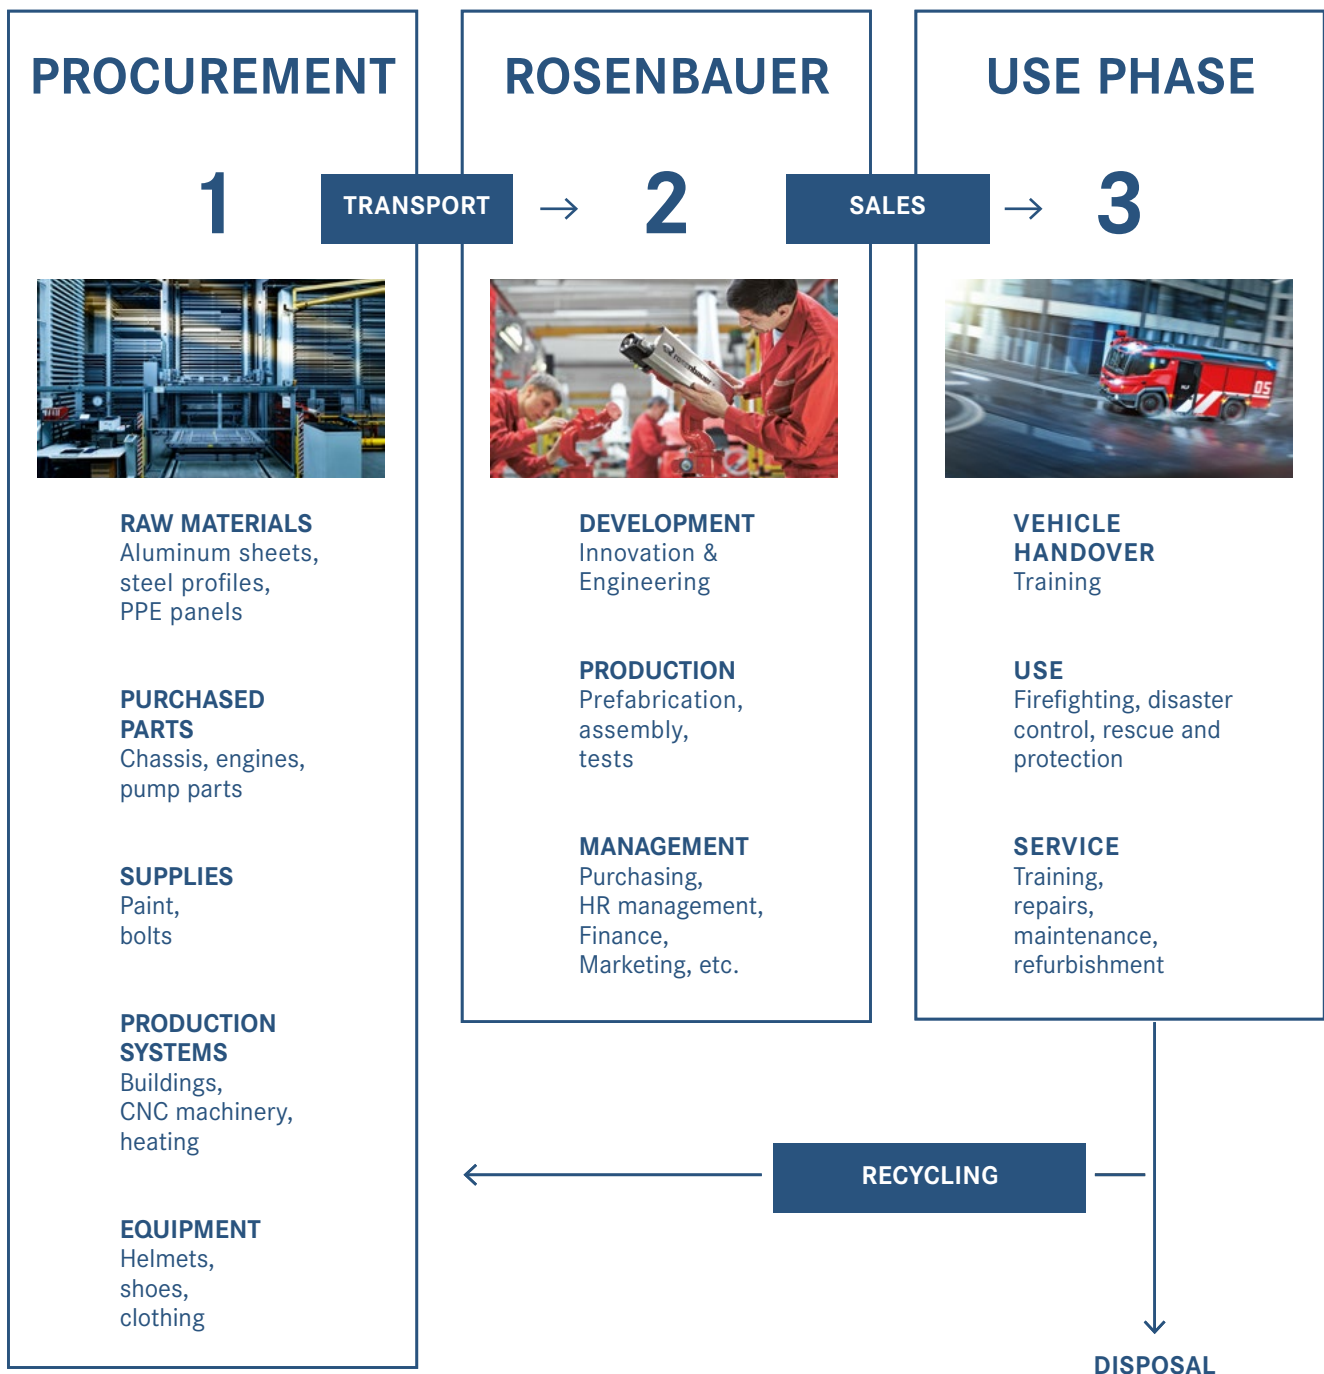 PROCUREMENT
1
TRANSPORT
RAW MATERIALS
Aluminum sheets,
steel profiles,
PPE panels
PURCHASED
PARTS
Chassis, engines,
pump parts
SUPPLIES
Paint,
bolts
PRODUCTION
SYSTEMS
Buildings,
CNC machinery,
heating
EQUIPMENT
Helmets,
shoes,
clothing
ROSENBAUER
2
SALES
rosenbauer
DEVELOPMENT
Innovation &
Engineering
PRODUCTION
Prefabrication,
assembly,
tests
MANAGEMENT
Purchasing,
HR management,
Finance,
Marketing, etc.
USE PHASE
3
05
VEHICLE
HANDOVER
Training
USE
Firefighting, disaster
control, rescue and
protection
SERVICE
Training,
repairs,
maintenance,
refurbishment
RECYCLING
DISPOSAL